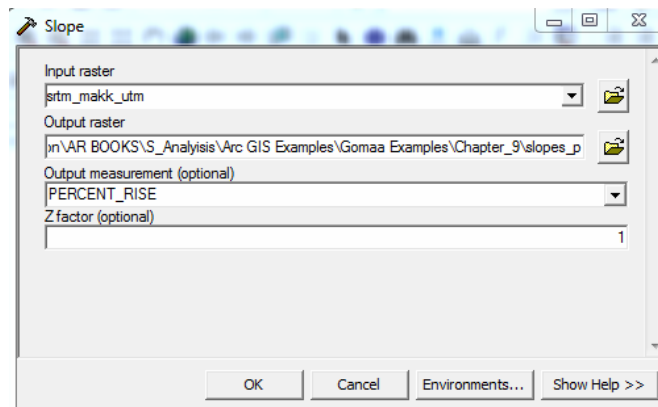 Slope
Input raster
srtm_makk_utm
Output raster
on\AR BOOKS\S_Analyisis\Arc GIS Examples\Gomaa Examples\Chapter_9\slopes_p
Output measurement (optional)
PERCENT_RISE
Z factor (optional)
1
OK Cancel Environments... Show Help >>